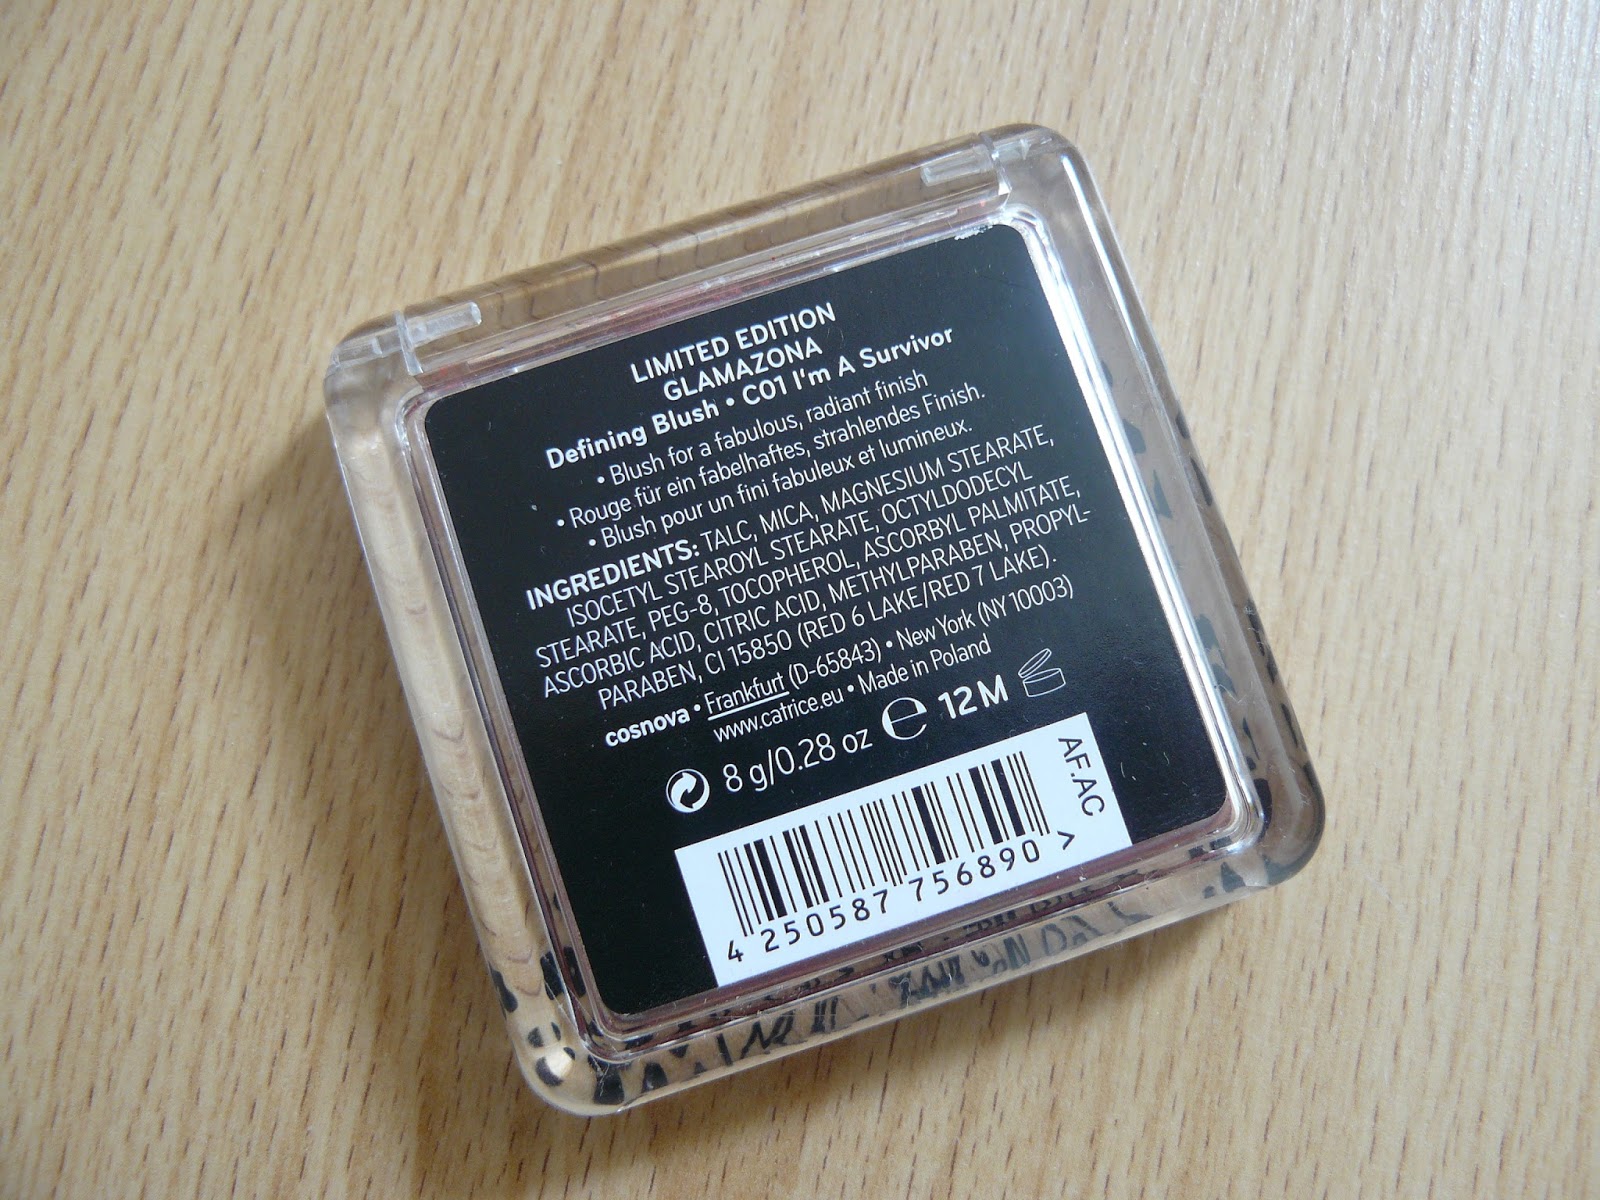 LIMITED EDITION
GLAMAZONA
Defining Blush • C01 I'm A Survivor
• Blush for a fabulous, radiant finish
• Rouge für ein fabelhaftes, strahlendes Finish.
• Blush pour un fini fabuleux et lumineux.
INGREDIENTS: TALC, MICA, MAGNESIUM STEARATE,
ISOCETYL STEAROYL STEARATE, OCTYLDODECYL
STEARATE, PEG-8, TOCOPHEROL, ASCORBYL PALMITATE,
ASCORBIC ACID, CITRIC ACID, METHYLPARABEN, PROPYL-
PARABEN, CI 15850 (RED 6 LAKE/RED 7 LAKE).
cosnova • Frankfurt (D-65843) • New York (NY 10003)
www.catrice.eu • Made in Poland
8 g/0.28 oz e 12 M
AF.AC
4 250587 756890 >